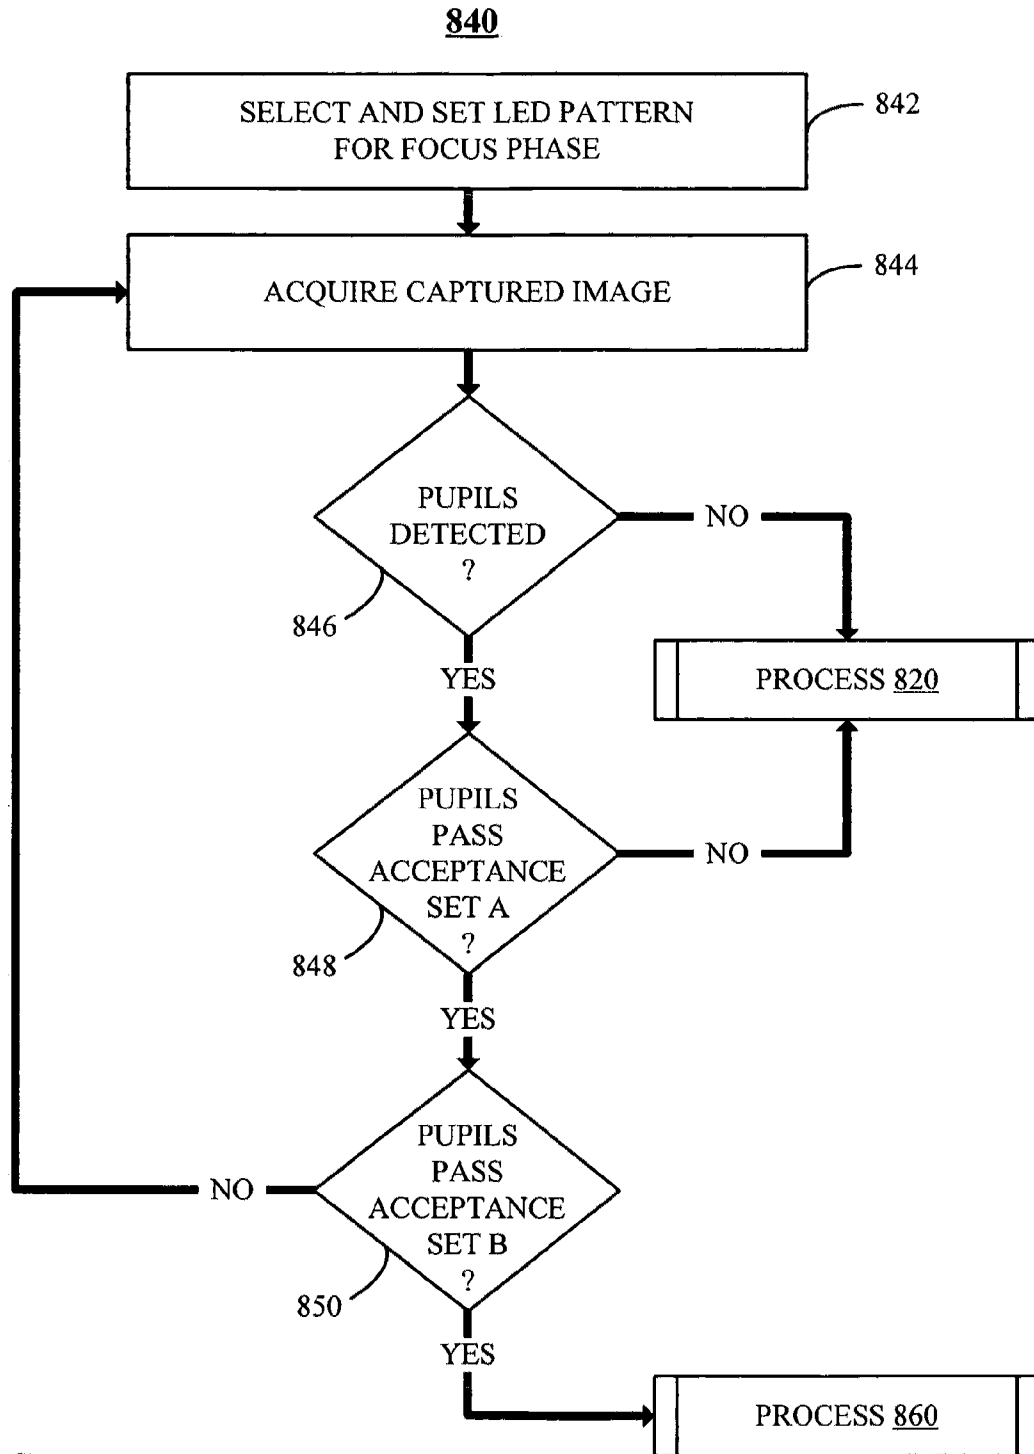 840
SELECT AND SET LED PATTERN
FOR FOCUS PHASE
842
ACQUIRE CAPTURED IMAGE
844
PUPILS
DETECTED
?
NO
846
YES
PROCESS 820
PUPILS
PASS
ACCEPTANCE
SET A
?
NO
848
YES
PUPILS
PASS
ACCEPTANCE
SET B
?
NO
850
YES
PROCESS 860